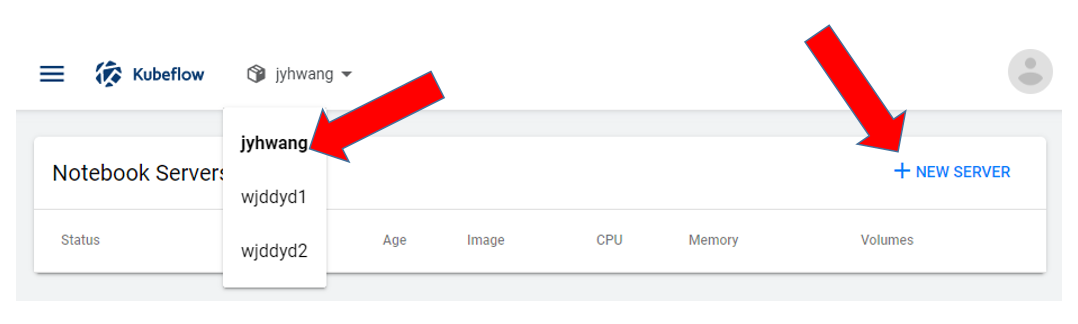 Kubeflow jyhwang
jyhwang
Notebook Servers + NEW SERVER
wjddyd1
Status Age Image CPU Memory Volumes
wjddyd2